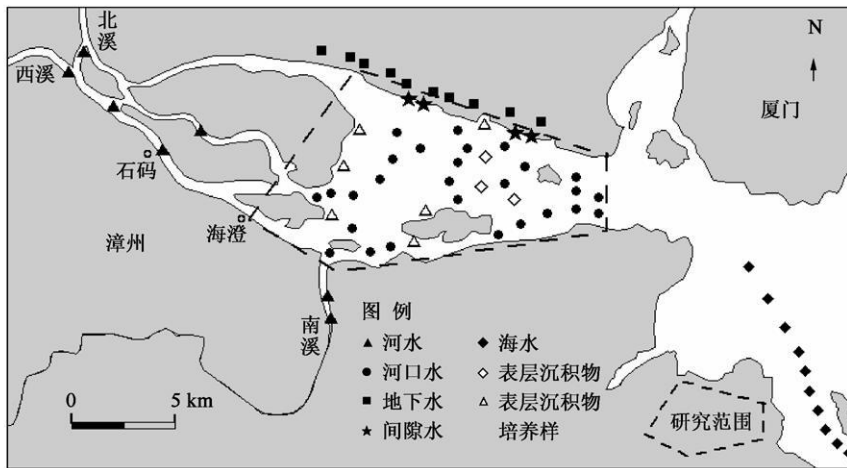 北溪
西溪
石码
漳州
海澄
南溪
N
厦门
图 例
河水
海水
河口水
表层沉积物
地下水
表层沉积物
培养样
间隙水
研究范围
0
5 km